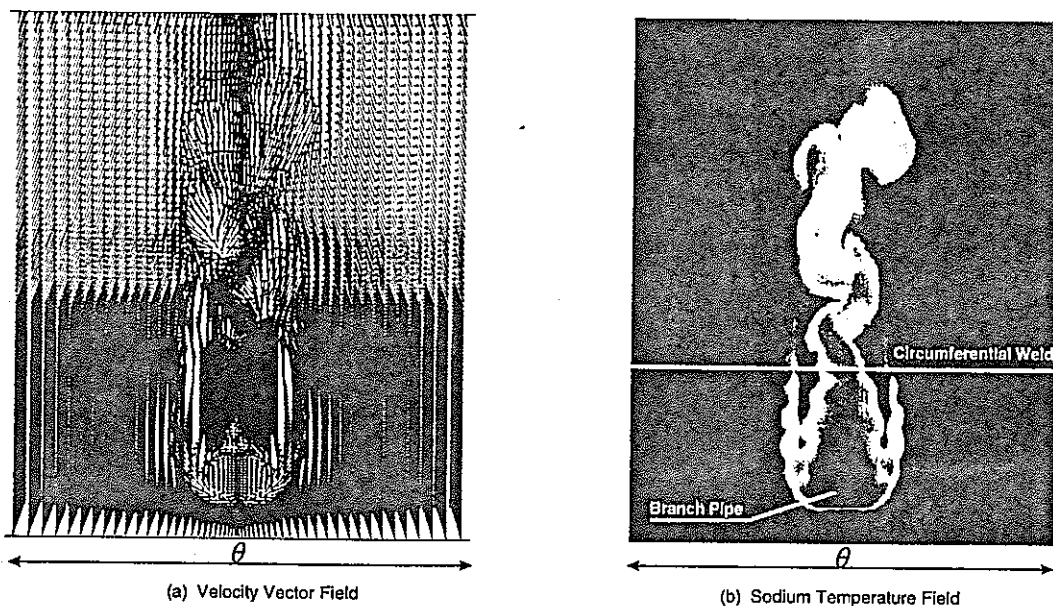 Circumferential Weld
Branch Pipe
θ
θ
(a) Velocity Vector Field
(b) Sodium Temperature Field